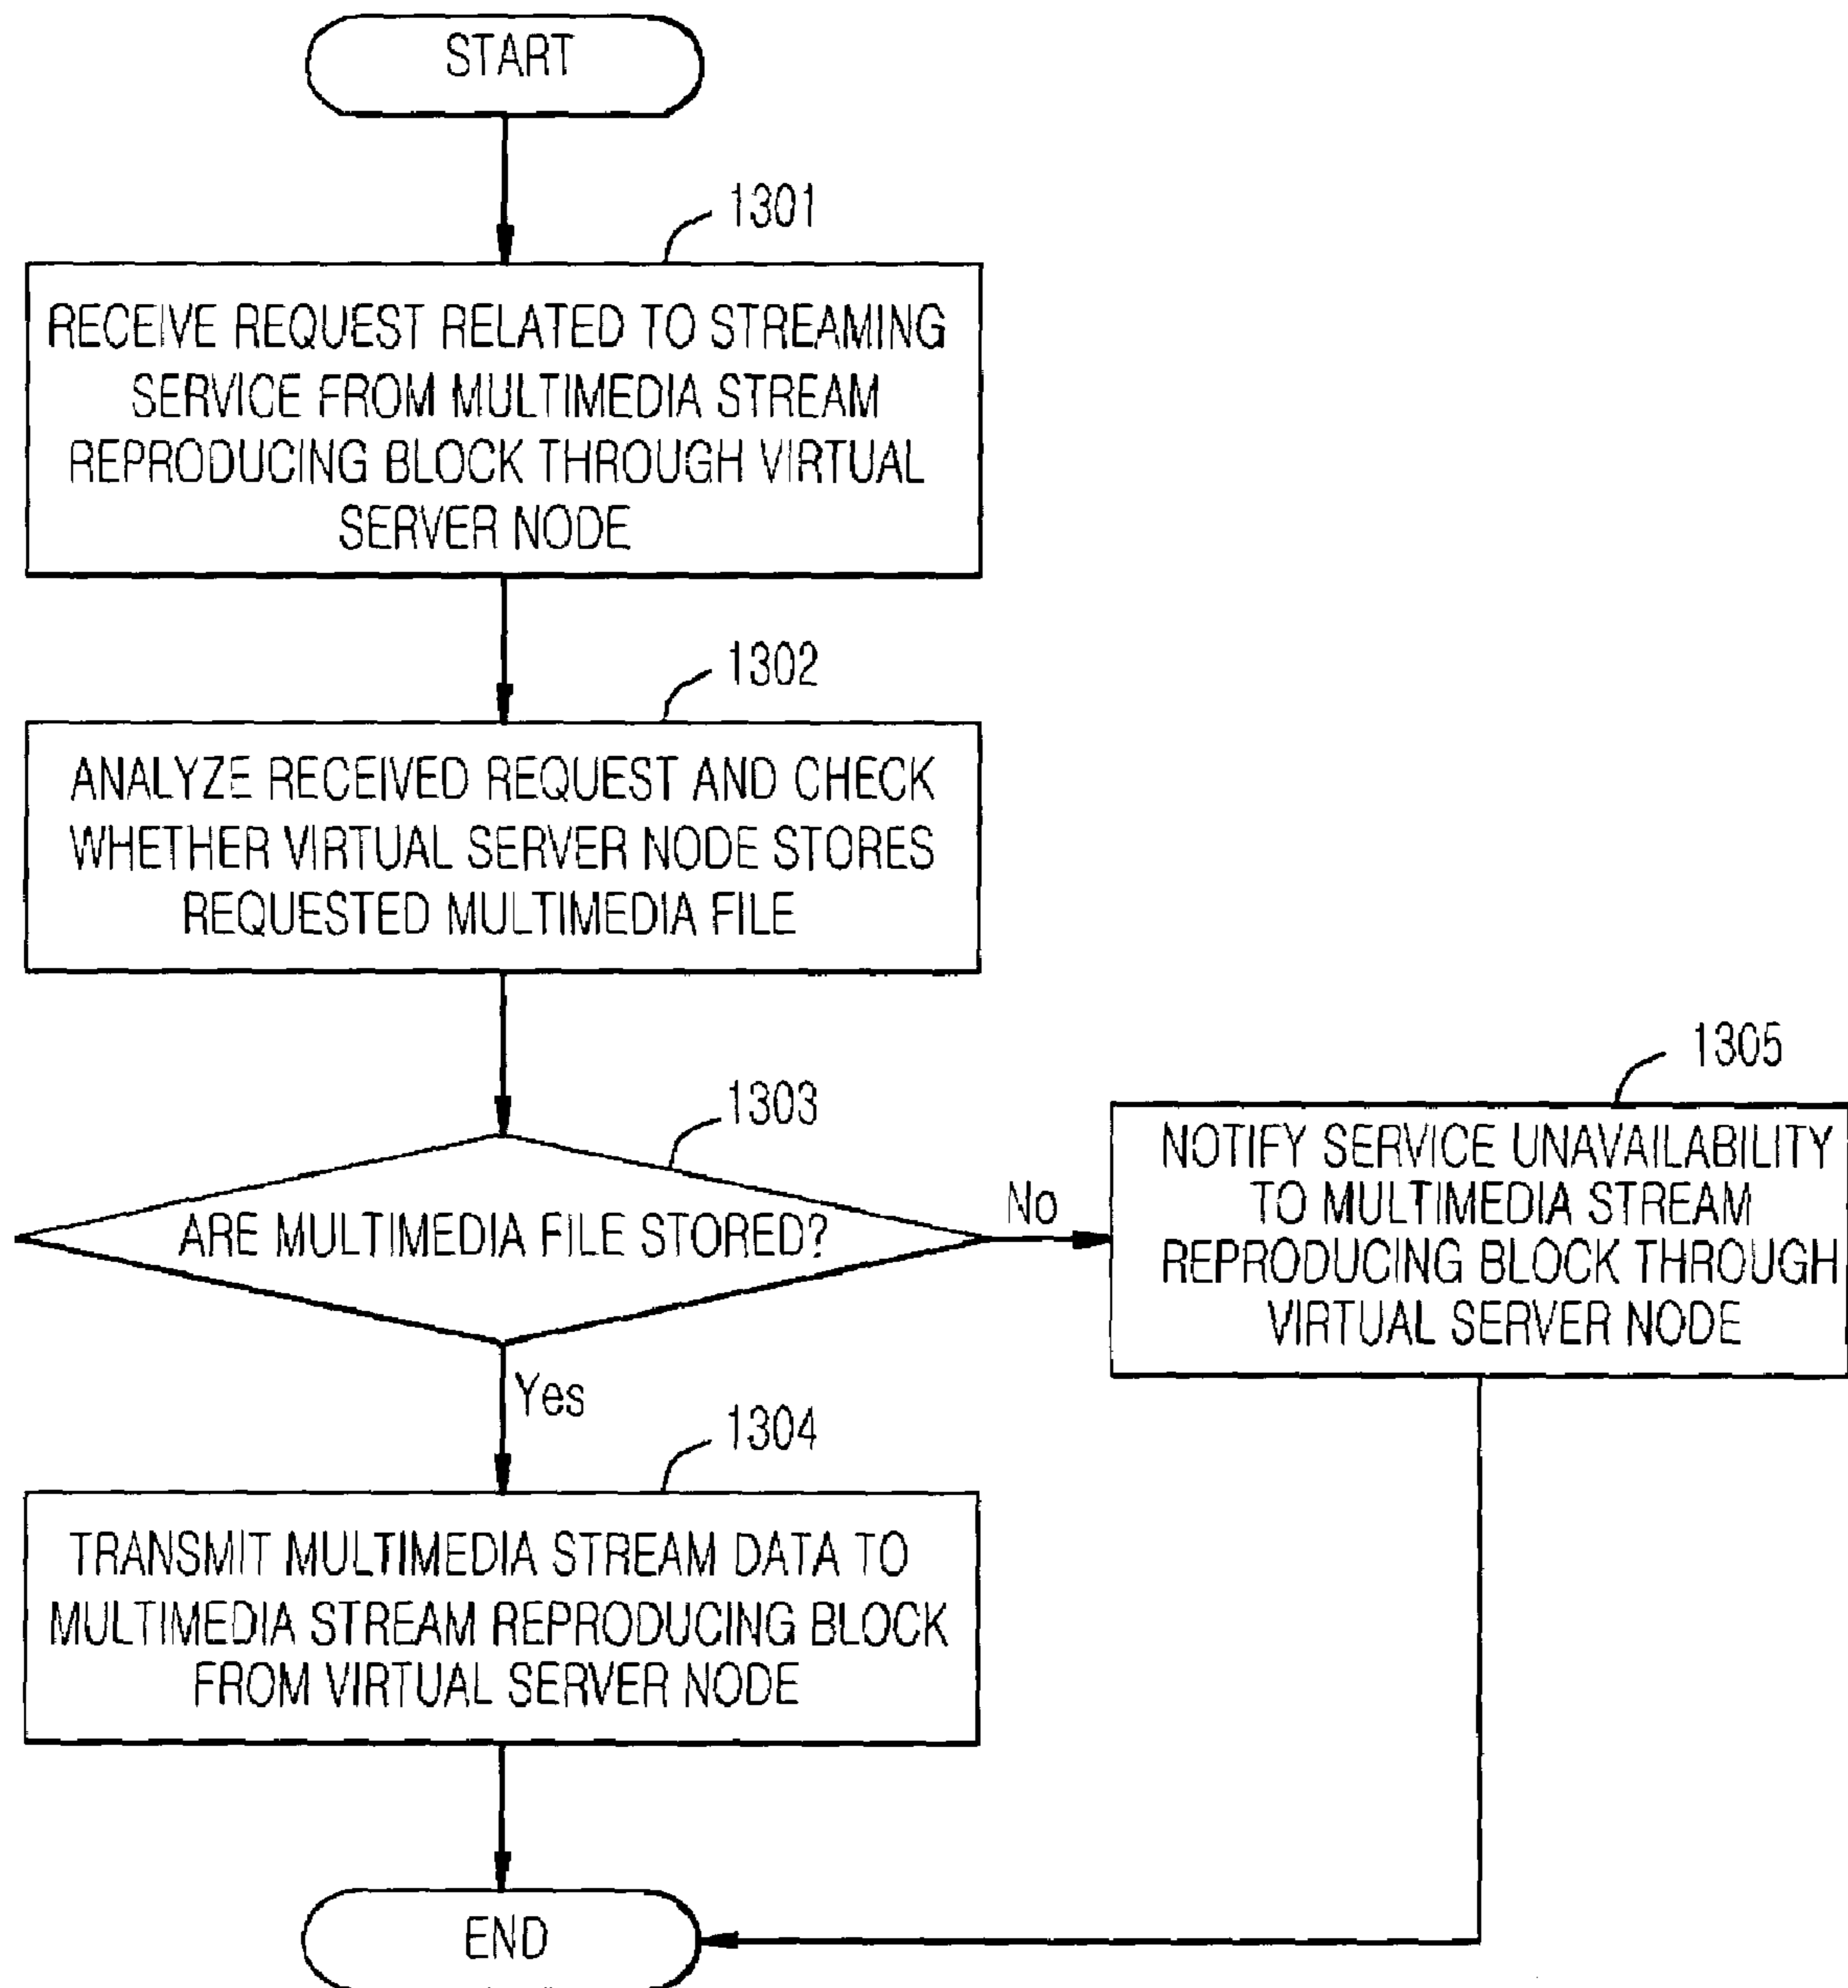 START
1301
RECEIVE REQUEST RELATED TO STREAMING
SERVICE FROM MULTIMEDIA STREAM
REPRODUCING BLOCK THROUGH VIRTUAL
SERVER NODE
1302
ANALYZE RECEIVED REQUEST AND CHECK
WHETHER VIRTUAL SERVER NODE STORES
REQUESTED MULTIMEDIA FILE
1303
ARE MULTIMEDIA FILE STORED?
No
1305
NOTIFY SERVICE UNAVAILABILITY
TO MULTIMEDIA STREAM
REPRODUCING BLOCK THROUGH
VIRTUAL SERVER NODE
Yes
1304
TRANSMIT MULTIMEDIA STREAM DATA TO
MULTIMEDIA STREAM REPRODUCING BLOCK
FROM VIRTUAL SERVER NODE
END